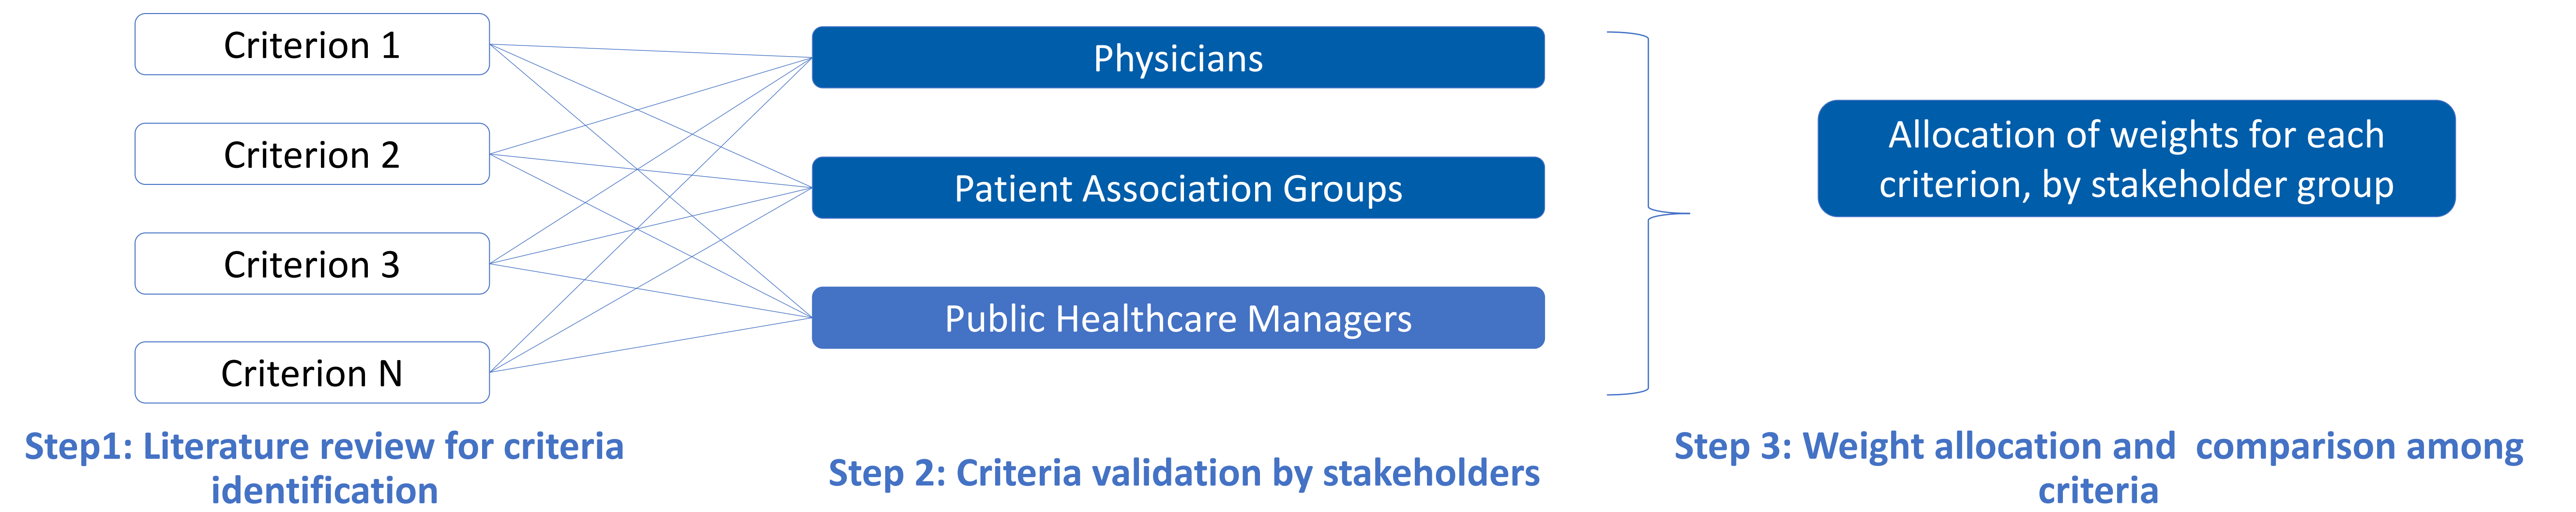 Criterion 1
Criterion 2
Criterion 3
Criterion N
Step1: Literature review for criteria
identification
Physicians
Patient Association Groups
Public Healthcare Managers
Step 2: Criteria validation by stakeholders
Allocation of weights for each
criterion, by stakeholder group
Step 3: Weight allocation and  comparison among
criteria